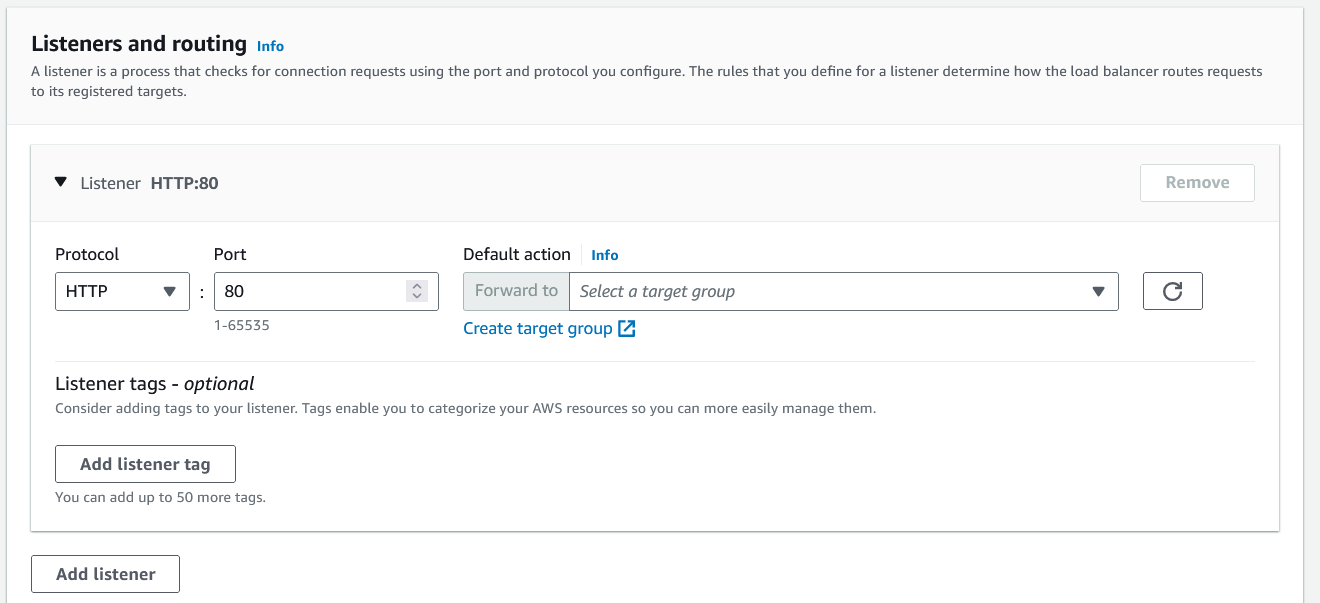 Listeners and routing Info
A listener is a process that checks for connection requests using the port and protocol you configure. The rules that you define for a listener determine how the load balancer routes requests
to its registered targets.
Listener HTTP:80
Remove
Protocol
Port
Default action
Info
HTTP
:
80
Forward to
Select a target group
1-65535
Create target group
Listener tags - optional
Consider adding tags to your listener. Tags enable you to categorize your AWS resources so you can more easily manage them.
Add listener tag
You can add up to 50 more tags.
Add listener